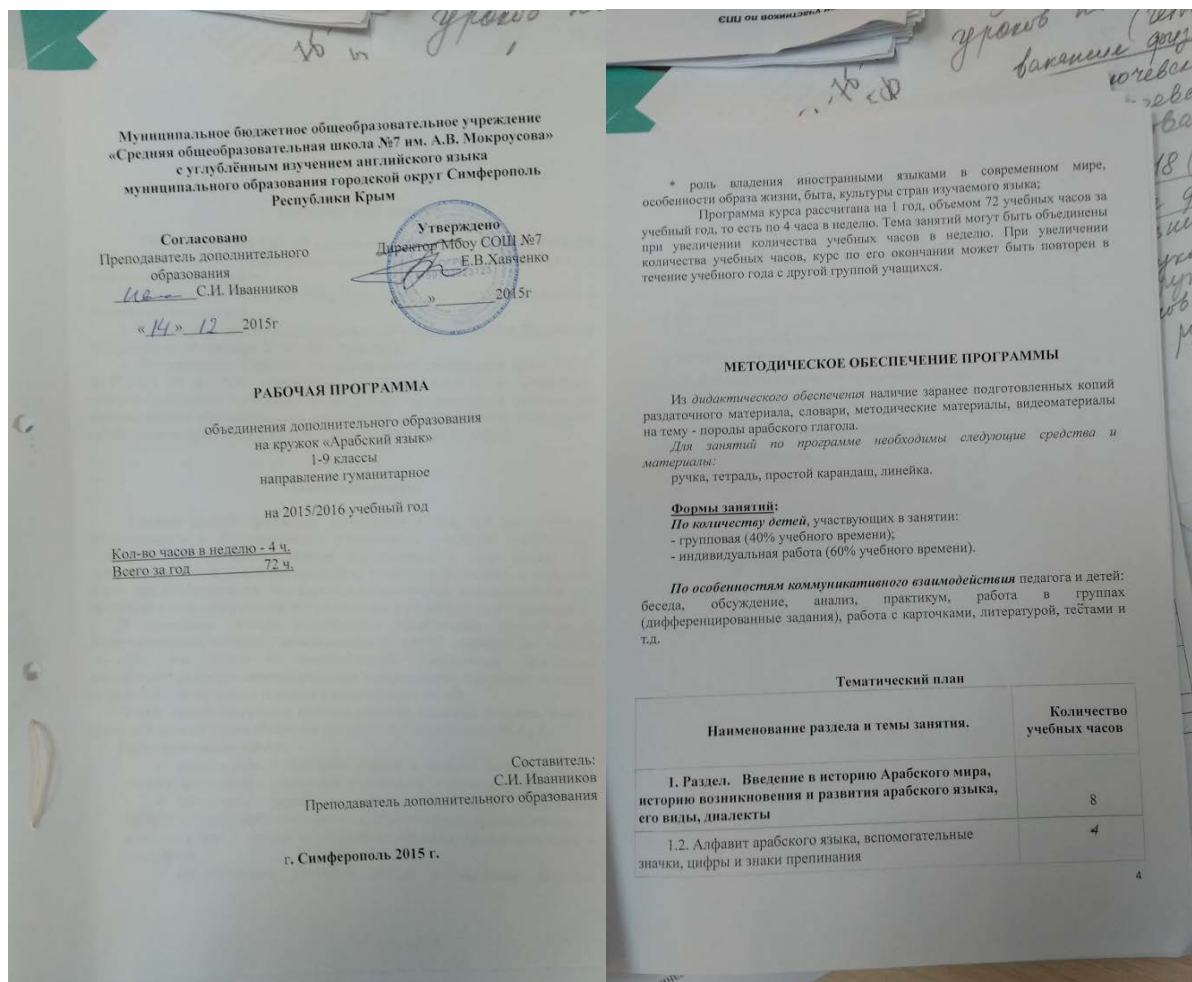 уроков
Муниципальное бюджетное общеобразовательное учреждение
«Средняя общеобразовательная школа №7 им. А.В. Мокроусова»
с углублённым изучением английского языка
муниципального образования городской округ Симферополь
Республики Крым
Согласовано
Преподаватель дополнительного
образования
С.И. Иванников
«14» 12 2015г
Утверждено
Директор Мбоу СОШ №7
Е.В.Хавченко
«____»________2015г
РАБОЧАЯ ПРОГРАММА
объединения дополнительного образования
на кружок «Арабский язык»
1-9 классы
направление гуманитарное
на 2015/2016 учебный год
Кол-во часов в неделю - 4 ч.
Всего за год 72 ч.
Составитель:
С.И. Иванников
Преподаватель дополнительного образования
г. Симферополь 2015 г.
уроков
* роль владения иностранными языками в современном мире,
особенности образа жизни, быта, культуры стран изучаемого языка;
Программа курса рассчитана на 1 год, объемом 72 учебных часов за
учебный год, то есть по 4 часа в неделю. Тема занятий могут быть объединены
при увеличении количества учебных часов в неделю. При увеличении
количества учебных часов, курс по его окончании может быть повторен в
течение учебного года с другой группой учащихся.
МЕТОДИЧЕСКОЕ ОБЕСПЕЧЕНИЕ ПРОГРАММЫ
Из дидактического обеспечения наличие заранее подготовленных копий
раздаточного материала, словари, методические материалы, видеоматериалы
на тему - породы арабского глагола.
Для занятий по программе необходимы следующие средства и
материалы:
ручка, тетрадь, простой карандаш, линейка.
Формы занятий:
По количеству детей, участвующих в занятии:
- групповая (40% учебного времени);
- индивидуальная работа (60% учебного времени).
По особенностям коммуникативного взаимодействия педагога и детей:
беседа, обсуждение, анализ, практикум, работа в группах
(дифференцированные задания), работа с карточками, литературой, тестами и
т.д.
Тематический план
Наименование раздела и темы занятия.
Количество
учебных часов
1. Раздел. Введение в историю Арабского мира,
историю возникновения и развития арабского языка,
его виды, диалекты
8
1.2. Алфавит арабского языка, вспомогательные
значки, цифры и знаки препинания
4
4